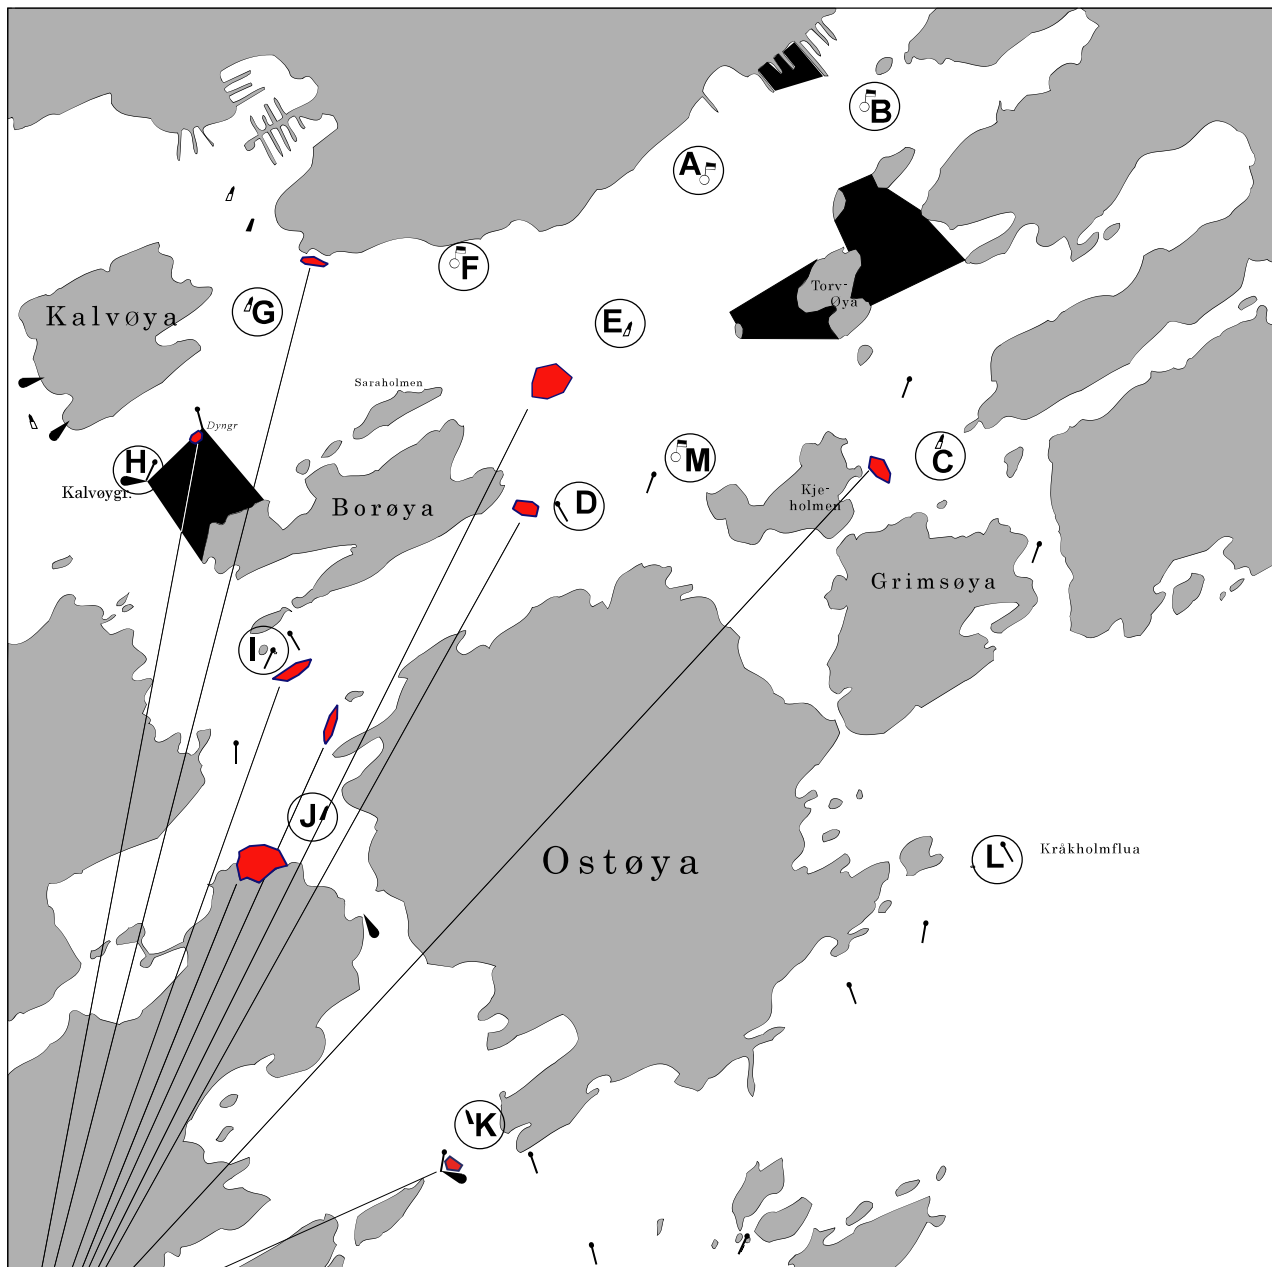 B
A
F
Torv-
Øya
G
Kalvøya
E
Saraholmen
Dyngr
H
M
C
Kalvøygr.
Kje-
holmen
Borøya
D
Grimsøya
I
J
Ostøya
L
Kråkholmflua
K